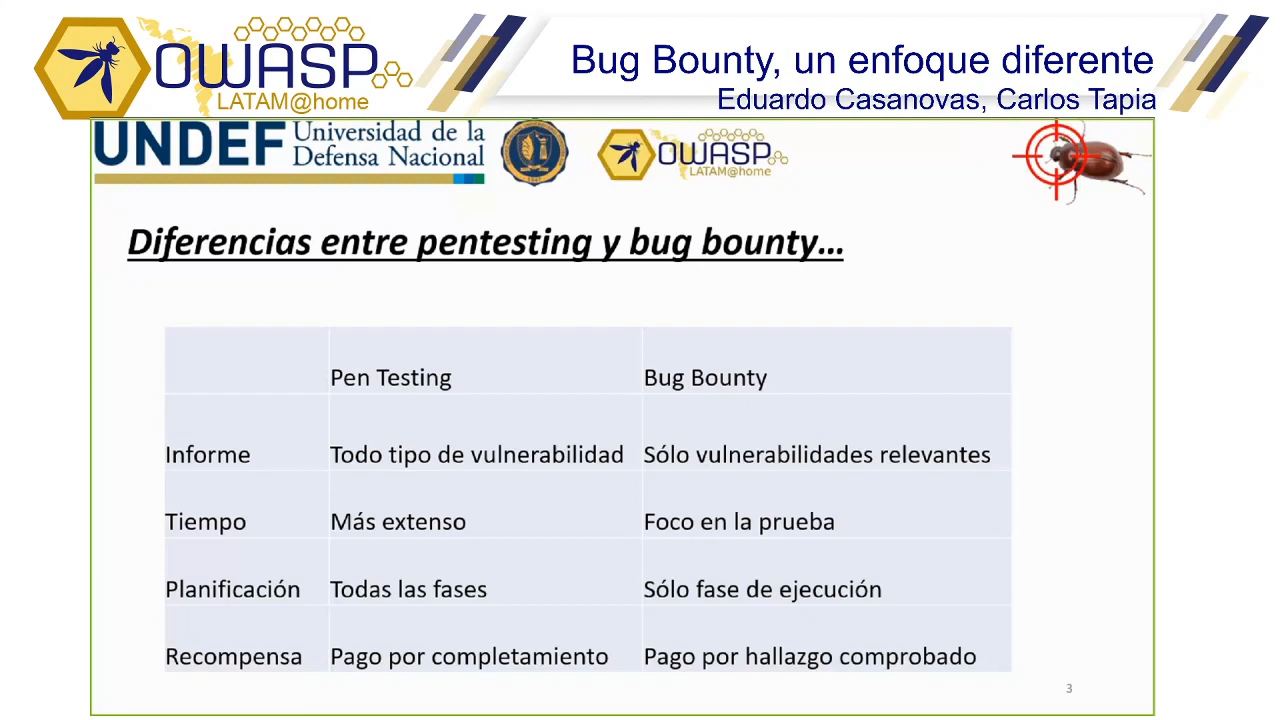 OWASP
LATAM@home
Bug Bounty, un enfoque diferente
Eduardo Casanovas, Carlos Tapia
UNDEF Universidad de la
Defensa Nacional
OWASP
LATAM@home
Diferencias entre pentesting y bug bounty...
Pen Testing Bug Bounty
Informe Todo tipo de vulnerabilidad Sólo vulnerabilidades relevantes
Tiempo Más extenso Foco en la prueba
Planificación Todas las fases Sólo fase de ejecución
Recompensa Pago por completamiento Pago por hallazgo comprobado
3